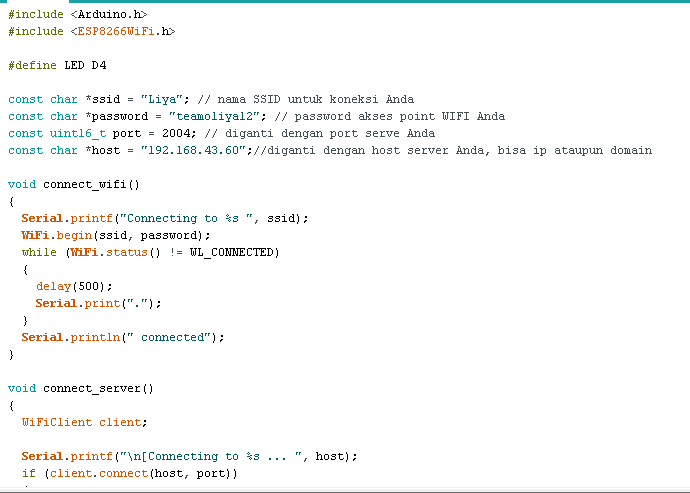 #include <Arduino.h>
#include <ESP8266WiFi.h>
#define LED D4
const char *ssid = "Liya"; // nama SSID untuk koneksi Anda
const char *password = "teamoliya12"; // password akses point WIFI Anda
const uint16_t port = 2004; // diganti dengan port serve Anda
const char *host = "192.168.43.60";//diganti dengan host server Anda, bisa ip ataupun domain
void connect_wifi()
{
Serial.printf("Connecting to %s ", ssid);
WiFi.begin(ssid, password);
while (WiFi.status() != WL_CONNECTED)
{
delay(500);
Serial.print(".");
}
Serial.println(" connected");
}
void connect_server()
{
WiFiClient client;
Serial.printf("\n[Connecting to %s ... ", host);
if (client.connect(host, port))